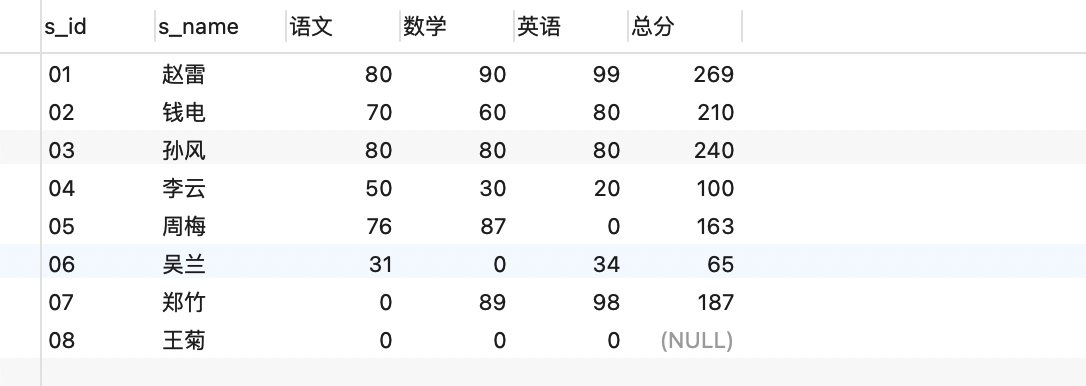 s_id s_name 语文 数学 英语 总分
01 赵雷 80 90 99 269
02 钱电 70 60 80 210
03 孙风 80 80 80 240
04 李云 50 30 20 100
05 周梅 76 87 0 163
06 吴兰 31 0 34 65
07 郑竹 0 89 98 187
08 王菊 0 0 0 (NULL)